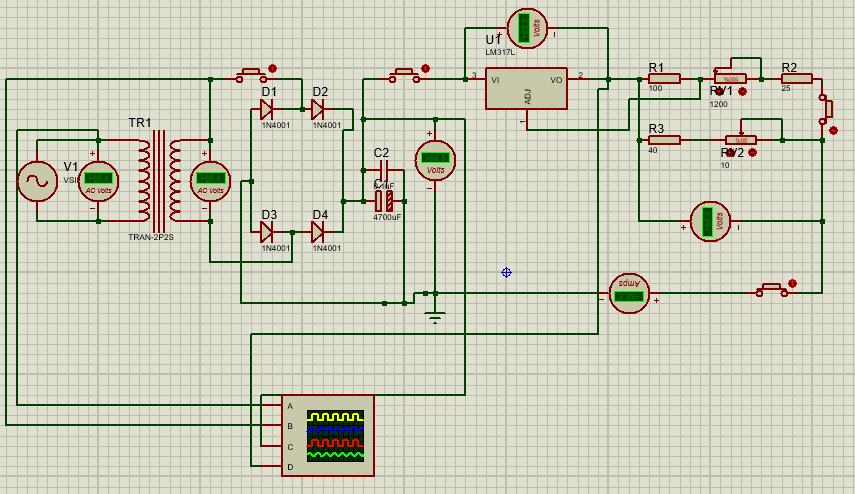 U1
LM317L
Volts
3
VI
VO
2
ADJ
1
R1
100
RV1
1200
R2
25
R3
40
RV2
10
D1
D2
1N4001
1N4001
TR1
V1
AC Volts
AC Volts
TRAN-2P2S
C2
4700uF
Volts
D3
D4
1N4001
1N4001
Volts
Amps
A
B
C
D